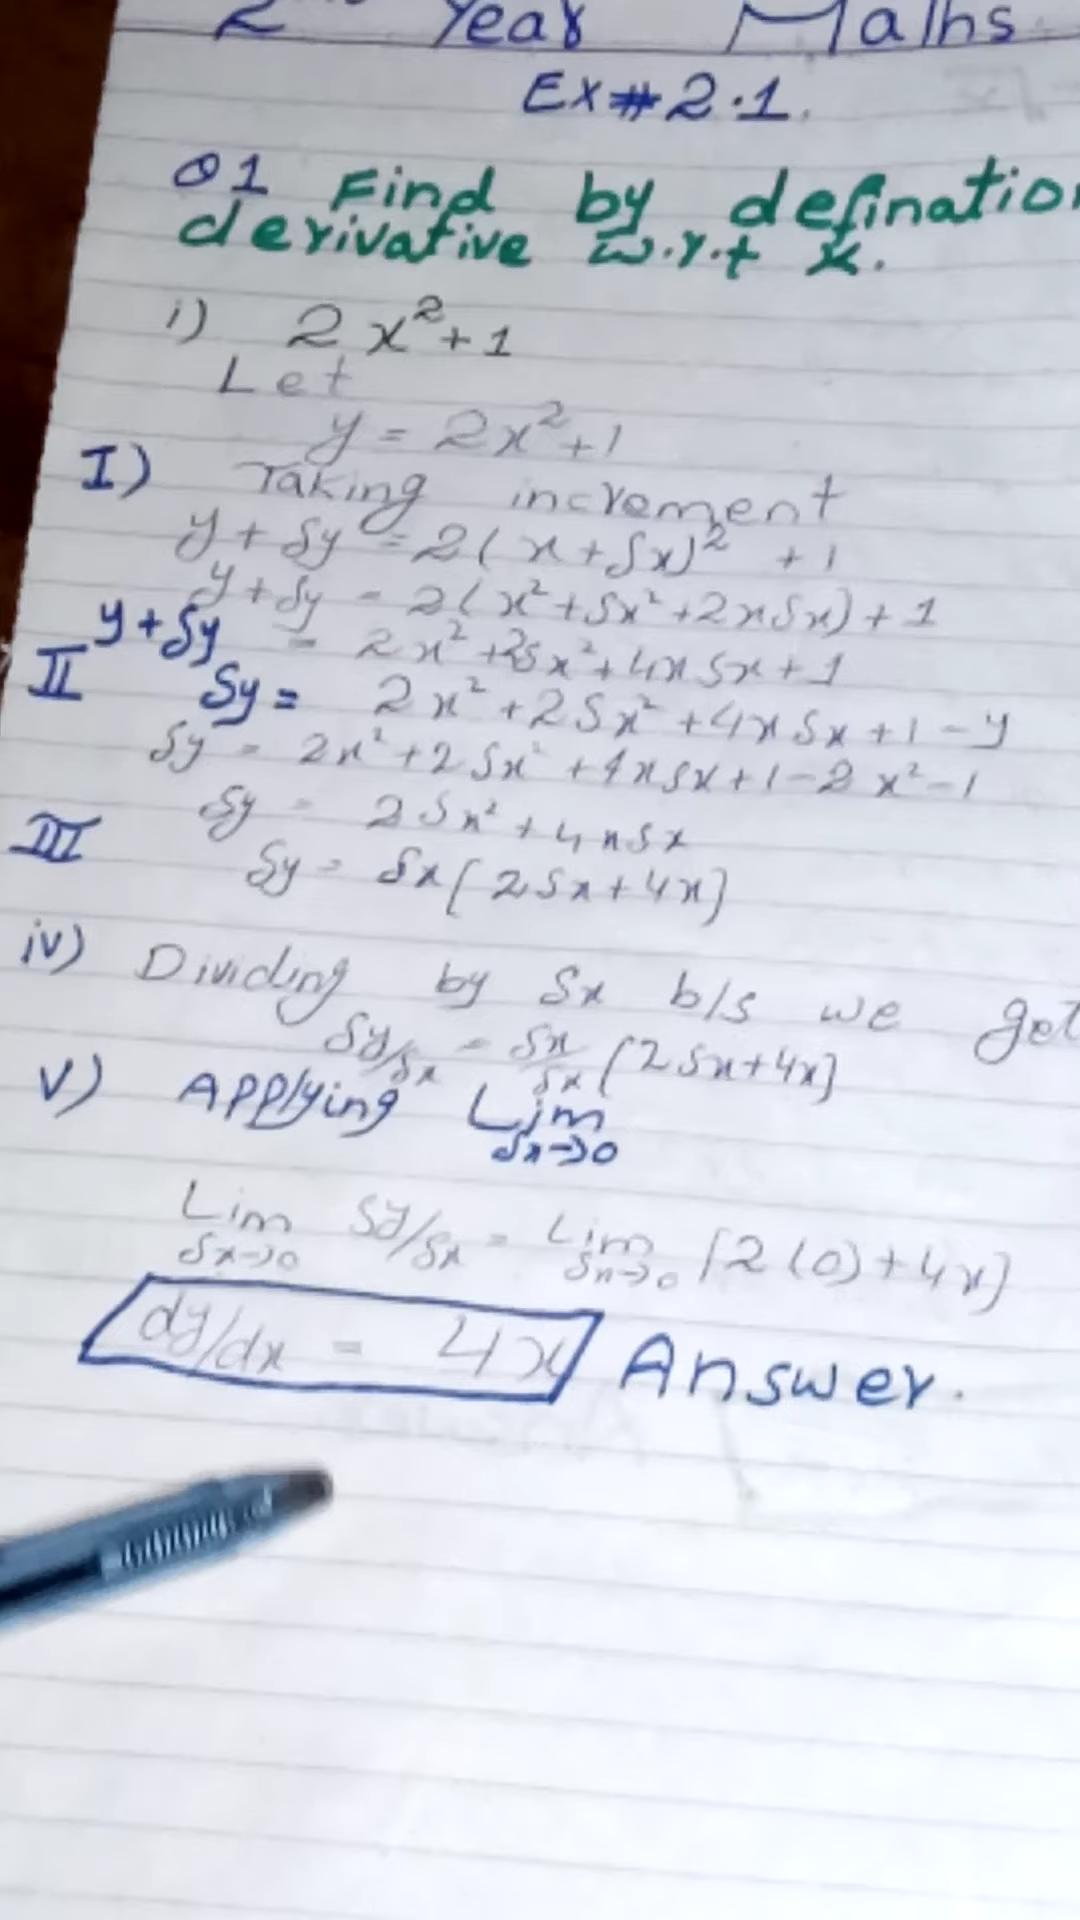 2nd Year Maths
Ex# 2.1.
Q1 Find by defination
derivative w.r.t x.
i) 2x²+1
Let
y = 2x²+1
I) Taking increment
y+δy = 2(x+δx)² +1
y+δy = 2(x²+δx²+2xδx)+1
y+δy = 2x²+2δx²+4xδx+1
II δy = 2x²+2δx²+4xδx+1-y
δy = 2x²+2δx²+4xδx+1-2x²-1
δy = 2δx²+4xδx
III δy = δx[2δx+4x]
iv) Dividing by δx b/s we get
δy/δx = δx/δx [2δx+4x]
V) Applying Lim δx→0
Lim δx→0 δy/δx = Lim δx→0 [2(0)+4x]
dy/dx = 4x Answer.